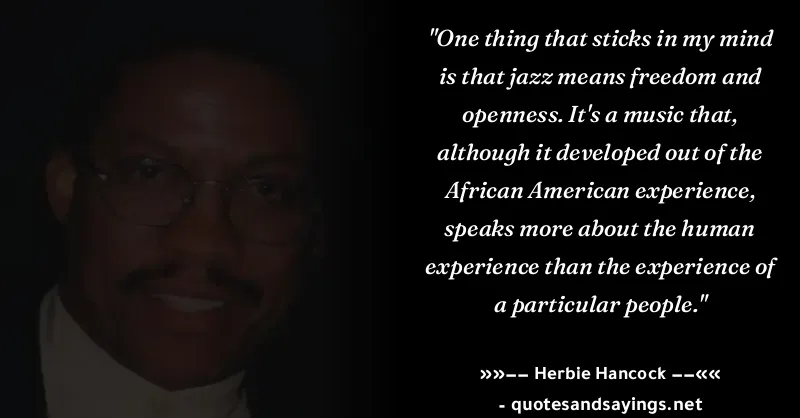 "One thing that sticks in my mind
is that jazz means freedom and
openness. It's a music that,
although it developed out of the
African American experience,
speaks more about the human
experience than the experience of
a particular people."
»»–– Herbie Hancock ––««
- quotesandsayings.net